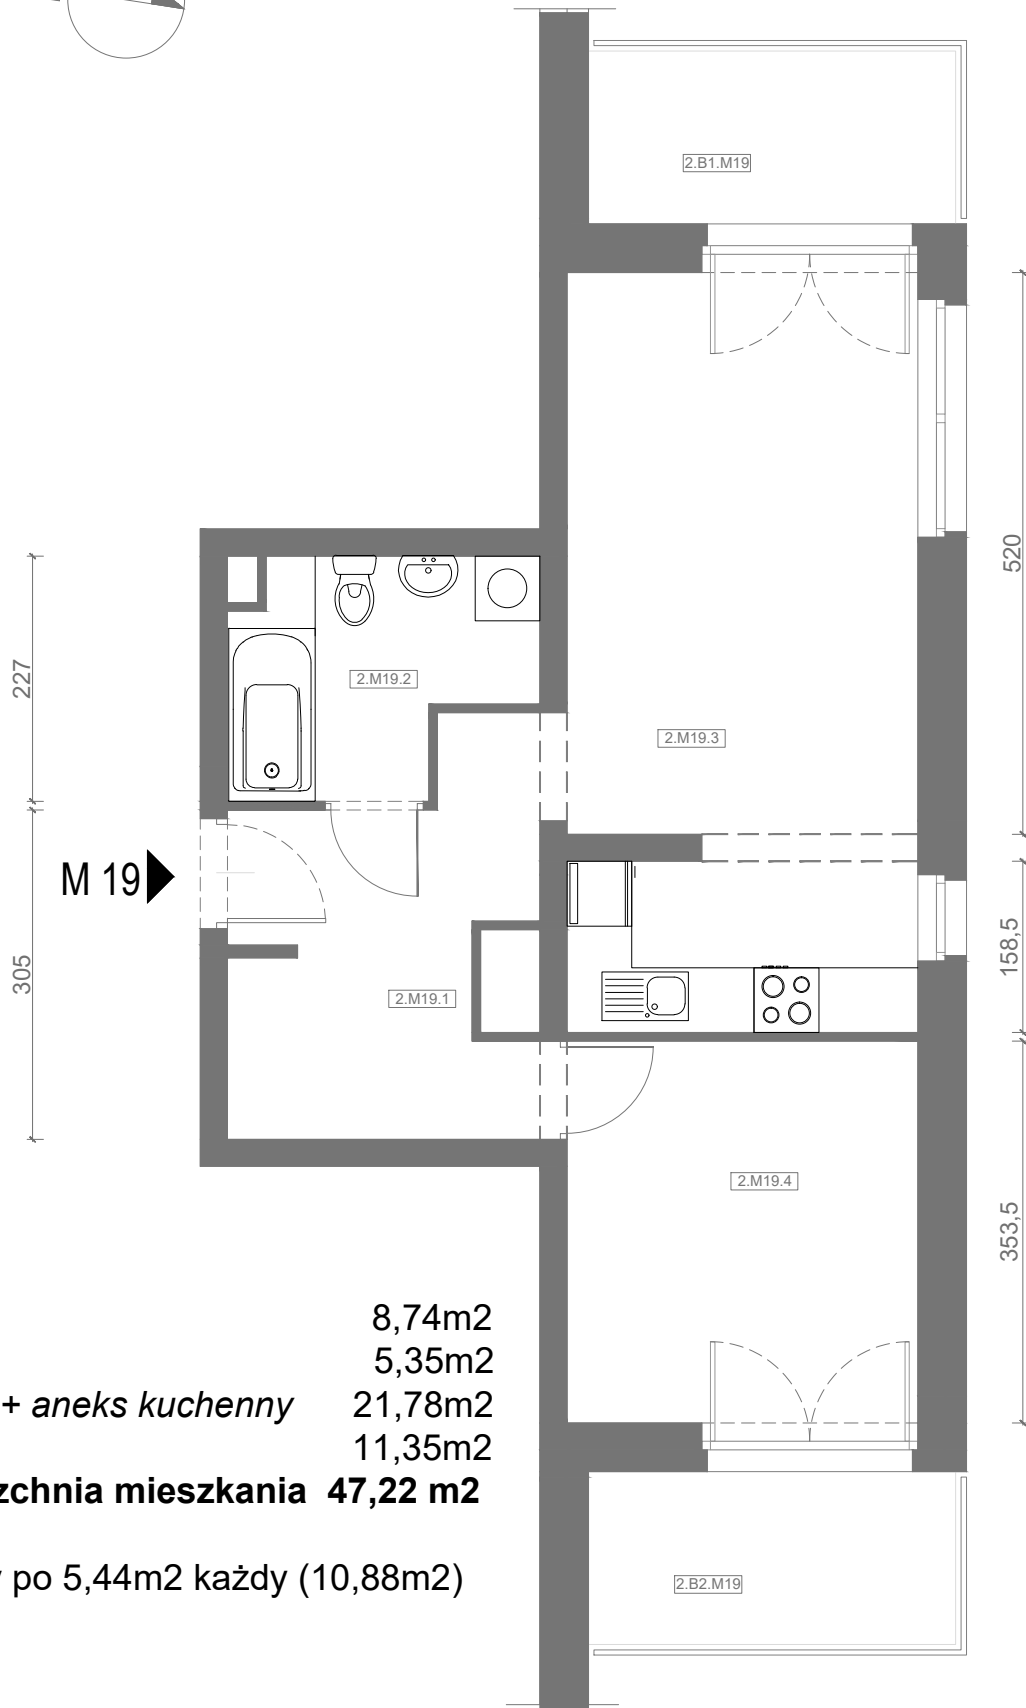 2.B1.M19
520
227
2.M19.2
2.M19.3
M 19
158,5
305
2.M19.1
2.M19.4
353,5
8,74m2
5,35m2
+ aneks kuchenny 21,78m2
11,35m2
zchnia mieszkania 47,22 m2
y po 5,44m2 każdy (10,88m2)
2.B2.M19